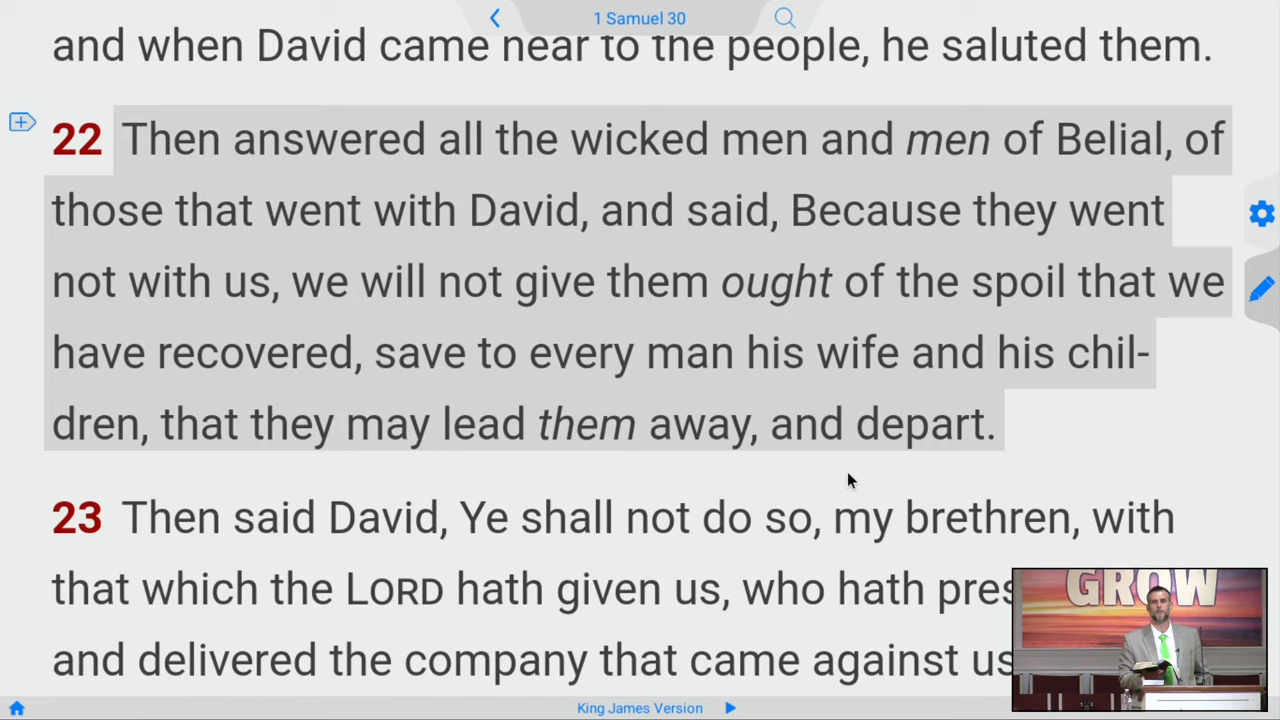 1 Samuel 30
and when David came near to the people, he saluted them.
22 Then answered all the wicked men and men of Belial, of
those that went with David, and said, Because they went
not with us, we will not give them ought of the spoil that we
have recovered, save to every man his wife and his chil-
dren, that they may lead them away, and depart.
23 Then said David, Ye shall not do so, my brethren, with
that which the LORD hath given us, who hath pres
and delivered the company that came against us
GROW
King James Version